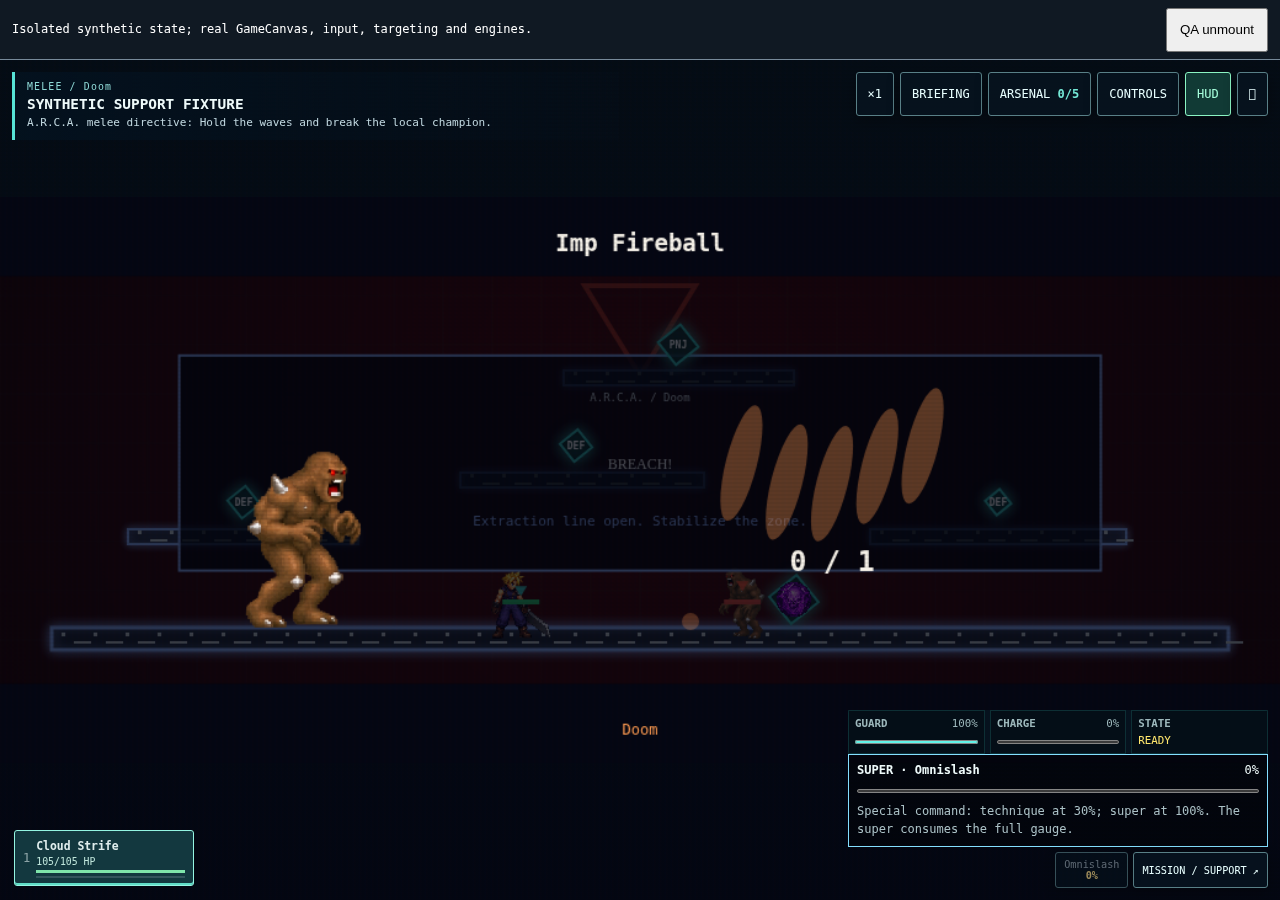 Isolated synthetic state; real GameCanvas, input, targeting and engines.
QA unmount
MELEE / Doom
SYNTHETIC SUPPORT FIXTURE
A.R.C.A. melee directive: Hold the waves and break the local champion.
×1
BRIEFING
ARSENAL 0/5
CONTROLS
HUD
Imp Fireball
PNJ
A.R.C.A. / Doom
DEF
BREACH!
DEF
DEF
Extraction line open. Stabilize the zone.
0 / 1
Doom
GUARD 100%
CHARGE 0%
STATE
READY
SUPER · Omnislash 0%
Special command: technique at 30%; super at 100%. The
super consumes the full gauge.
1
Cloud Strife
105/105 HP
Omnislash
0%
MISSION / SUPPORT ↗